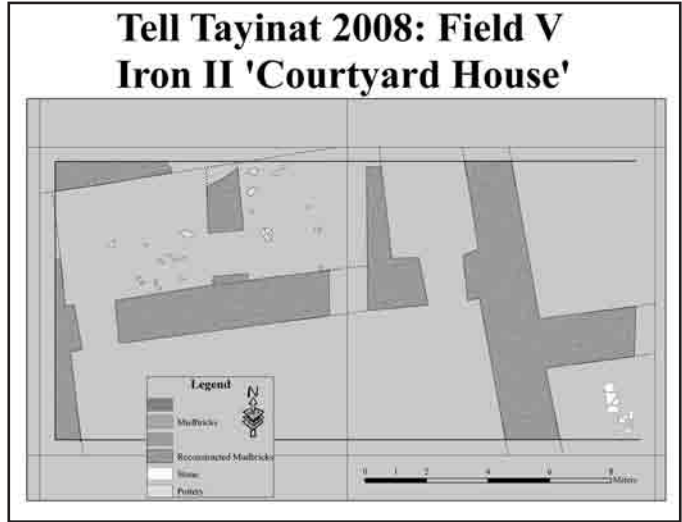 Tell Tayinat 2008: Field V
Iron II 'Courtyard House'
Legend
N
Mudbricks
Reconstructed Mudbricks
Stone
Pottery
0 1 2 4 6 8
Meters